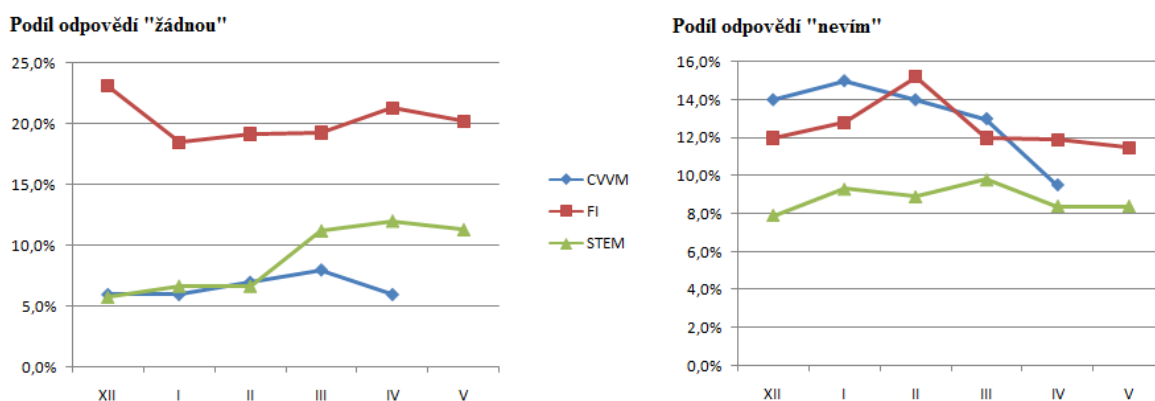 Podíl odpovědí "žádnou"
25,0%
20,0%
15,0%
10,0%
5,0%
0,0%
XII I II III IV V
CVVM
FI
STEM
Podíl odpovědí "nevím"
16,0%
14,0%
12,0%
10,0%
8,0%
6,0%
4,0%
2,0%
0,0%
XII I II III IV V